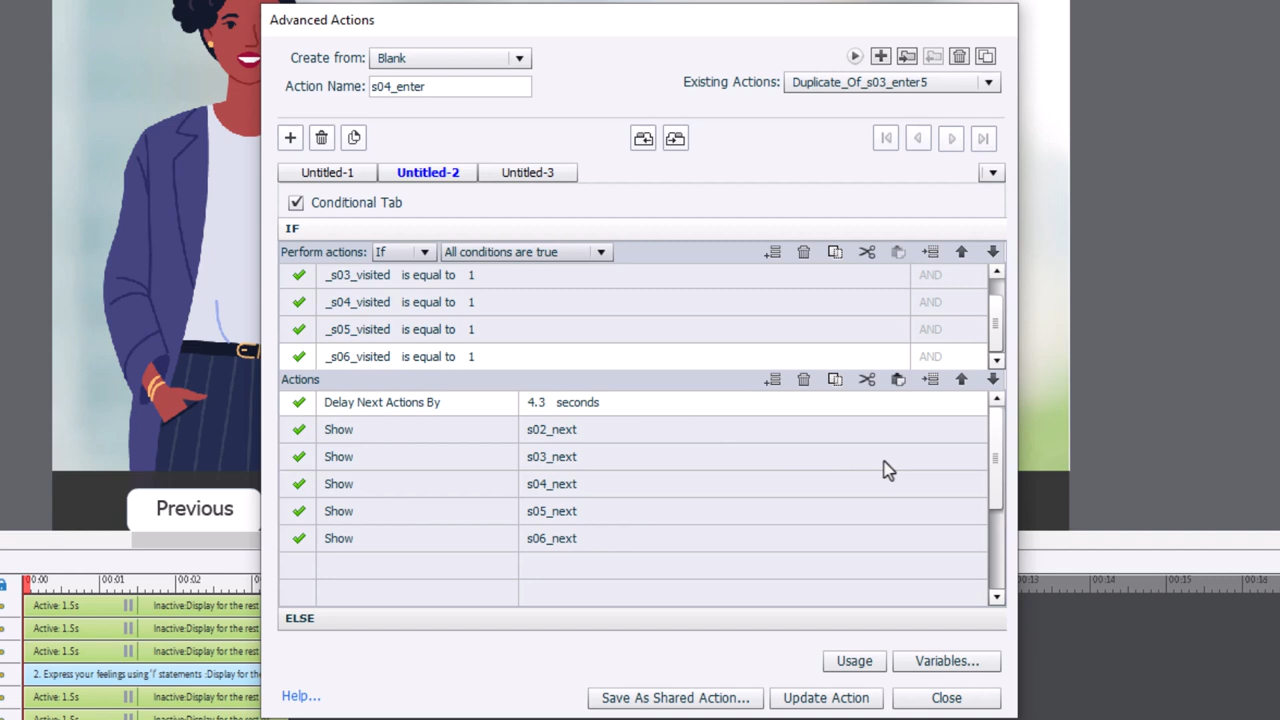 Advanced Actions
Create from: Blank
Existing Actions: Duplicate_Of_s03_enter5
Action Name: s04_enter
Untitled-1 Untitled-2 Untitled-3
Conditional Tab
IF
Perform actions: If All conditions are true
_s03_visited is equal to 1 AND
_s04_visited is equal to 1 AND
_s05_visited is equal to 1 AND
_s06_visited is equal to 1 AND
Actions
Delay Next Actions By 4.3 seconds
Show s02_next
Show s03_next
Show s04_next
Show s05_next
Show s06_next
ELSE
Usage Variables...
Help... Save As Shared Action... Update Action Close
Previous
00:00 00:01 00:02 00:13 00:14 00:15 00:16
Active: 1.5s Inactive:Display for the rest
Active: 1.5s Inactive:Display for the rest
Active: 1.5s Inactive:Display for the rest
2. Express your feelings using 'I' statements :Display for the
Active: 1.5s Inactive:Display for the rest